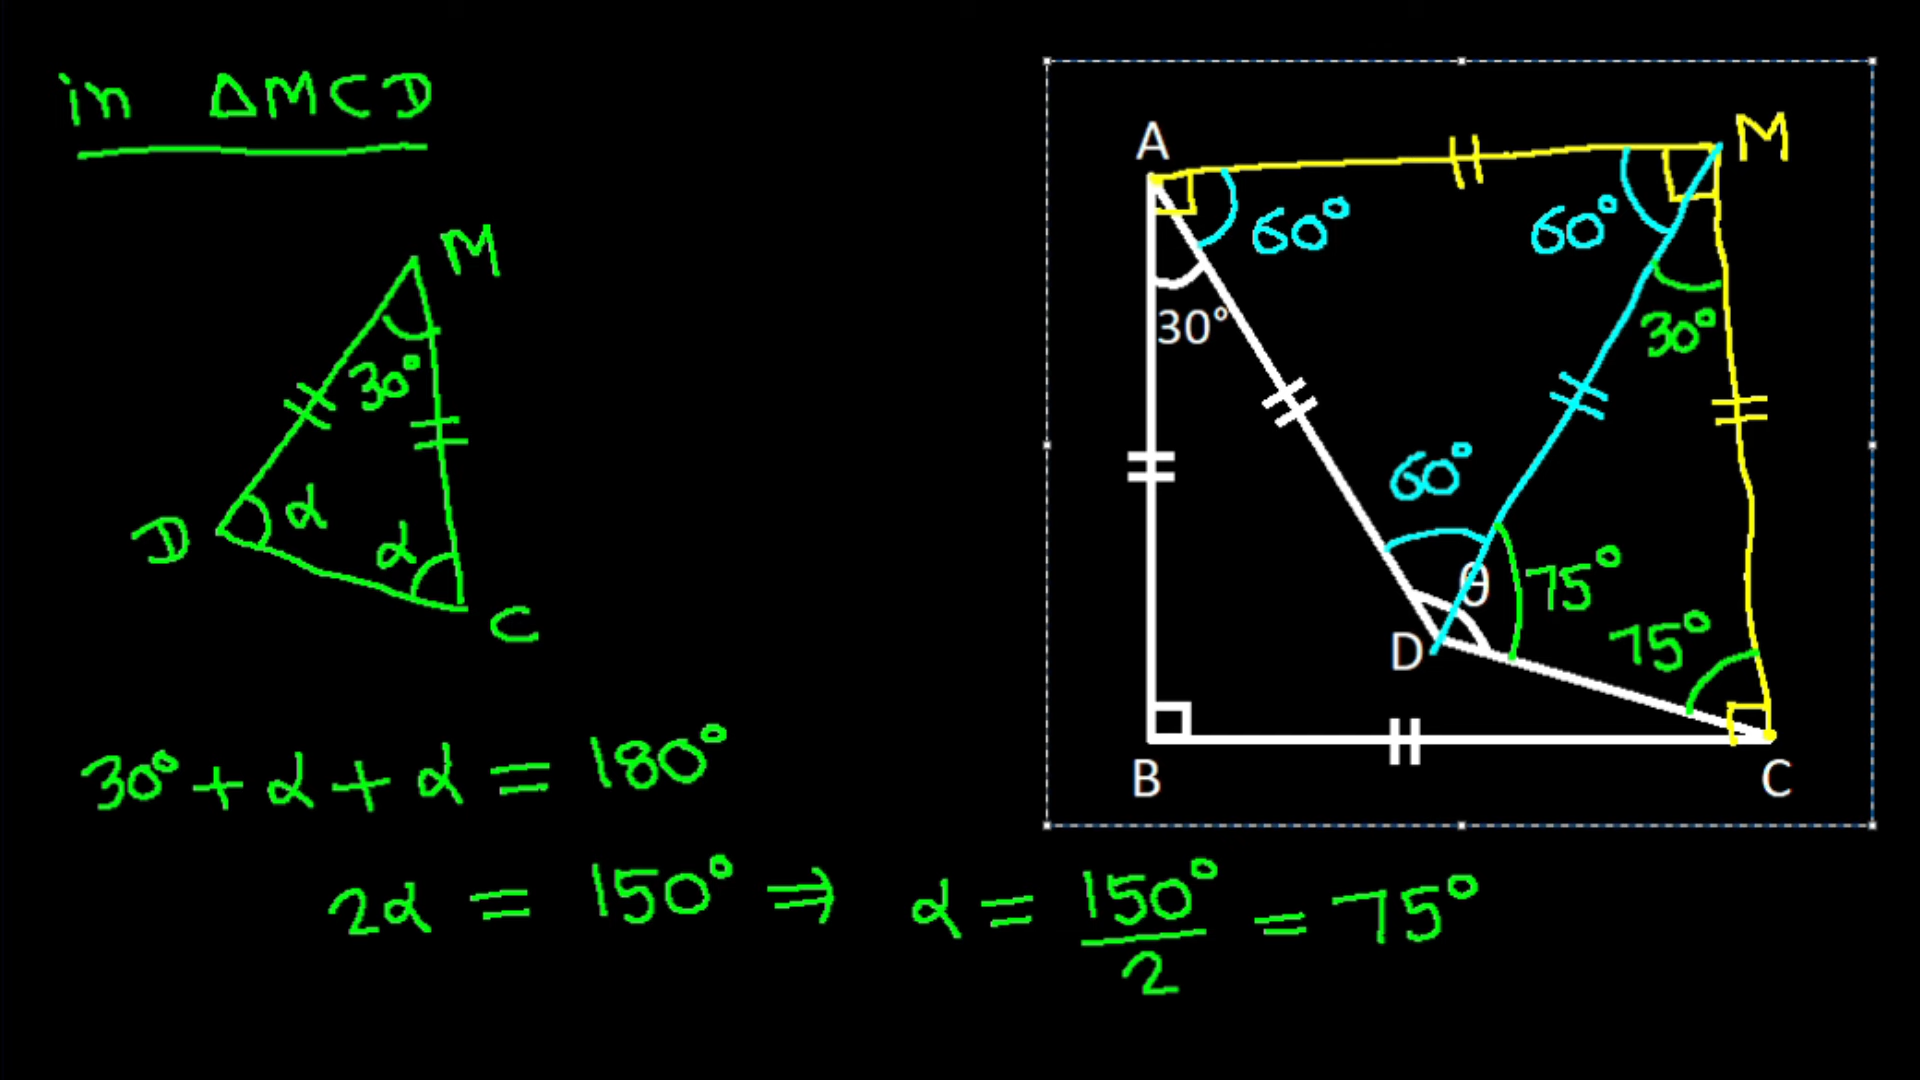 in ΔMCD
M
30°
D
α
α
C
30° + α + α = 180°
2α = 150° ⇒ α = 150°/2 = 75°
A
M
60°
60°
30°
30°
60°
θ
75°
75°
D
B
C